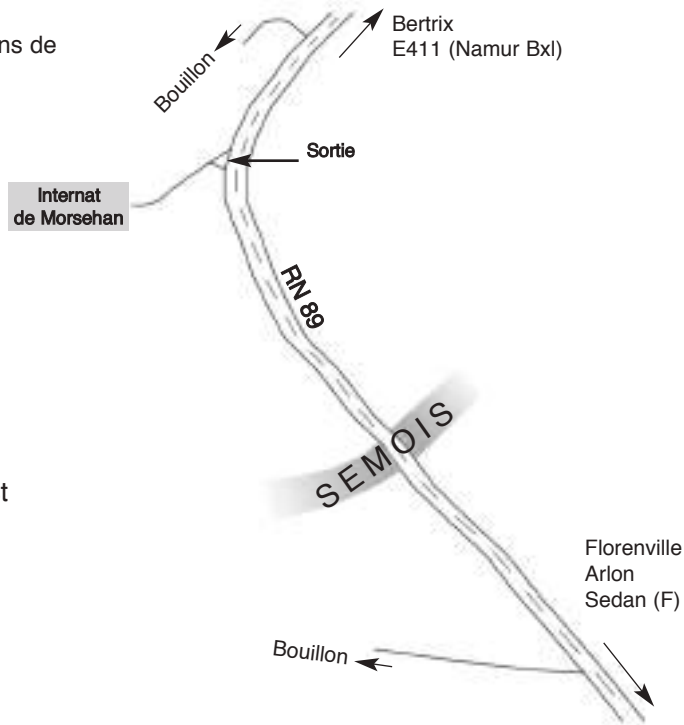 Bertrix
ns de
E411 (Namur Bxl)
Bouillon
Sortie
Internat
de Morsehan
RN 89
SEMOIS
t
Florenville
Arlon
Sedan (F)
Bouillon